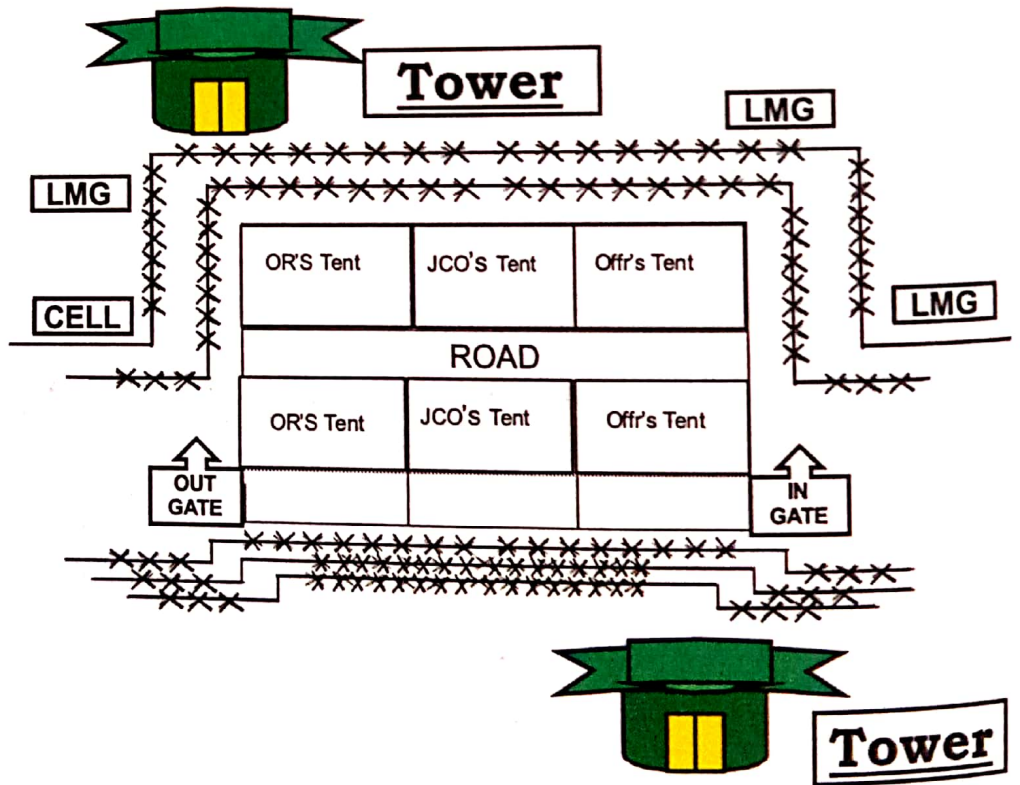 Tower
LMG
LMG
OR'S Tent
JCO's Tent
Offr's Tent
CELL
LMG
ROAD
OR'S Tent
JCO's Tent
Offr's Tent
OUT
GATE
IN
GATE
Tower